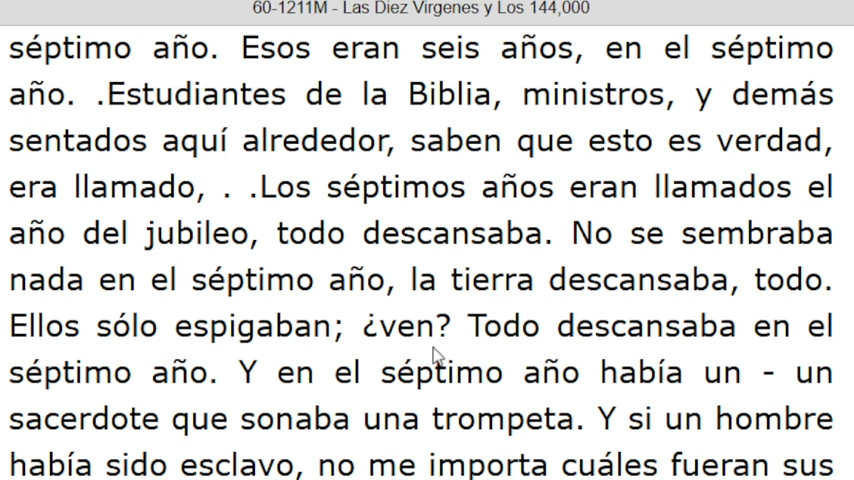 60-1211M - Las Diez Virgenes y Los 144,000
séptimo año. Esos eran seis años, en el séptimo
año. .Estudiantes de la Biblia, ministros, y demás
sentados aquí alrededor, saben que esto es verdad,
era llamado, . .Los séptimos años eran llamados el
año del jubileo, todo descansaba. No se sembraba
nada en el séptimo año, la tierra descansaba, todo.
Ellos sólo espigaban; ¿ven? Todo descansaba en el
séptimo año. Y en el séptimo año había un - un
sacerdote que sonaba una trompeta. Y si un hombre
había sido esclavo, no me importa cuáles fueran sus